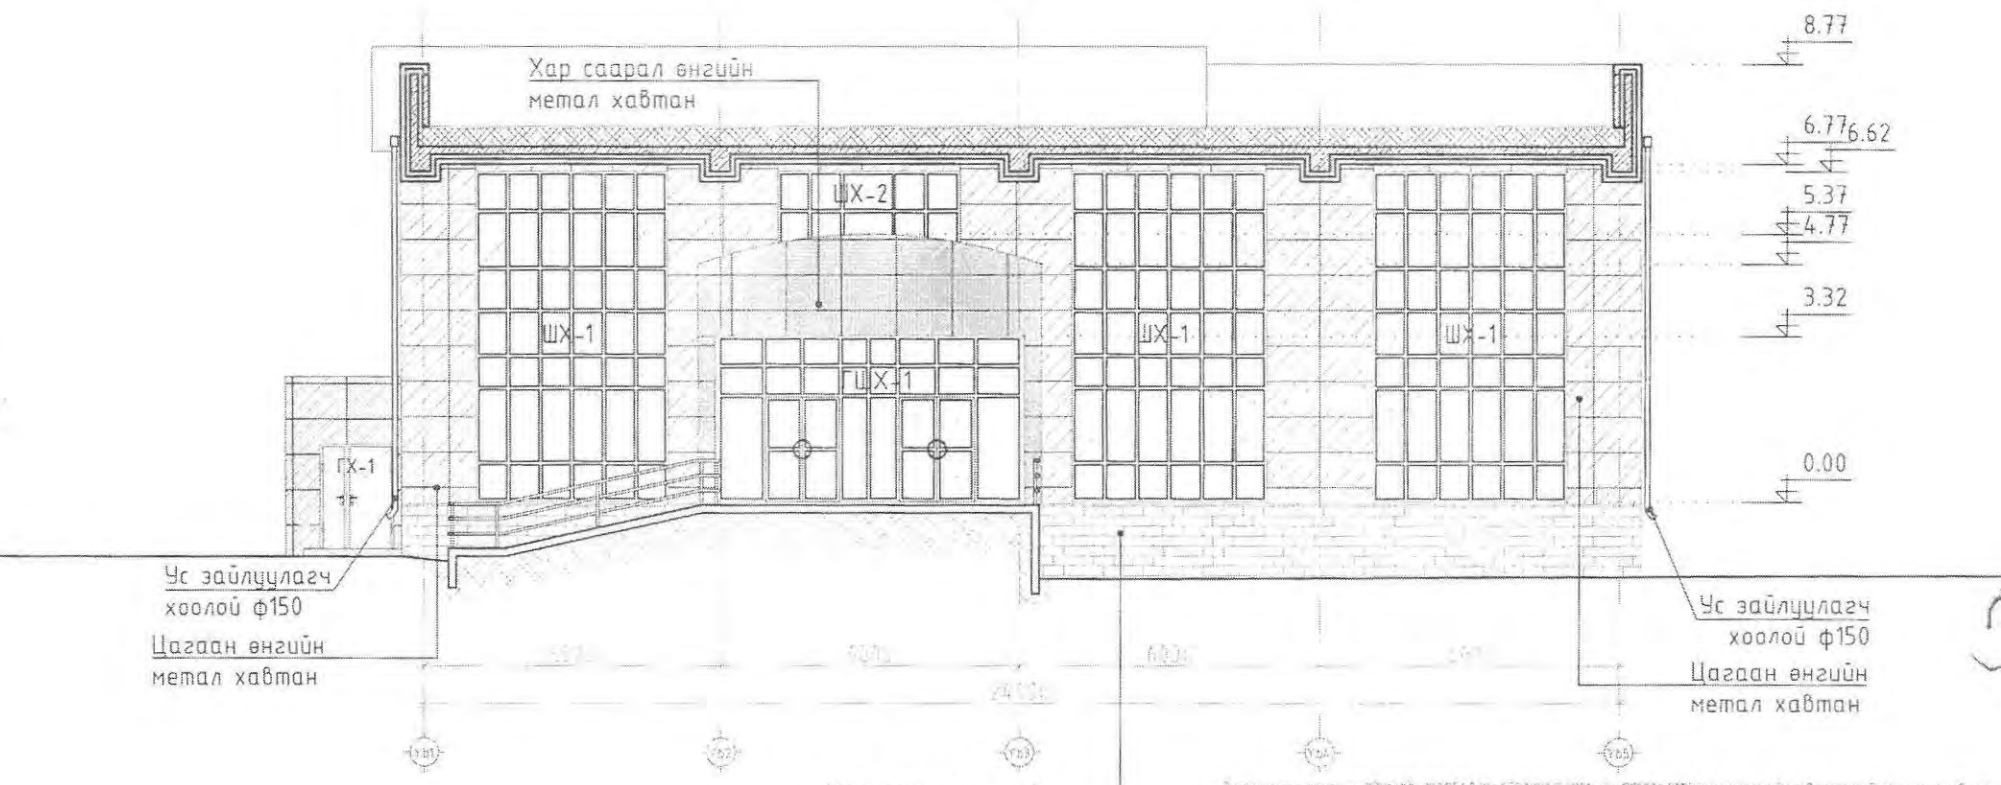 8.77
Хар саарал өнгийн
метал хавтан
6.77
6.62
ШХ-2
5.37
4.77
3.32
ШХ-1
ШХ-1
ШХ-1
ГШХ-1
ГХ-1
0.00
Ус зайлуулагч
хоолой ф150
Цагаан өнгийн
метал хавтан
Ус зайлуулагч
хоолой ф150
Цагаан өнгийн
метал хавтан
6000
6000